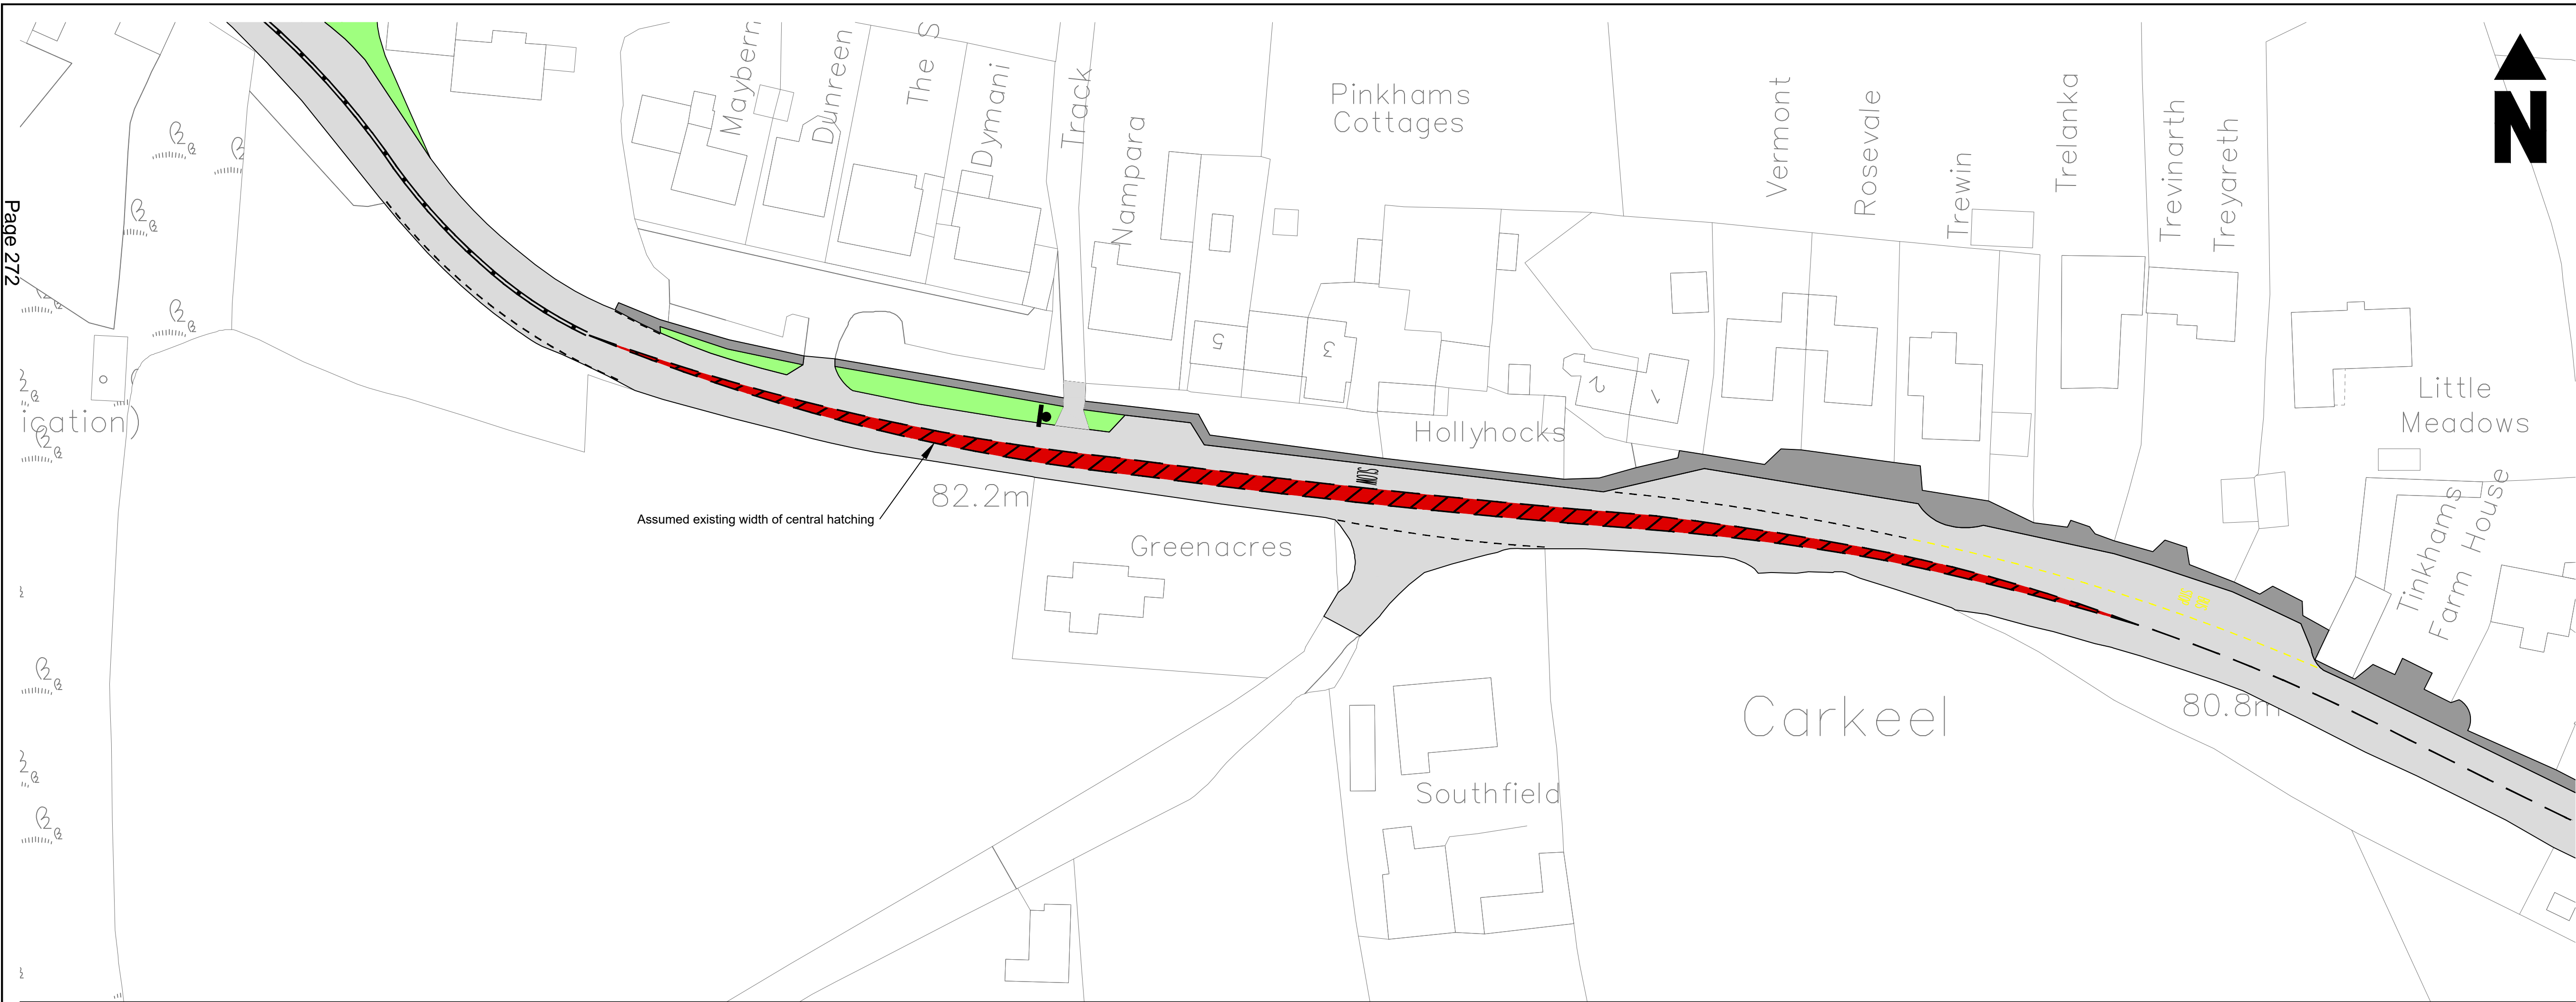 Page 272
Maybern
Dunreen
The S
Dymani
Track
Nampara
Pinkhams
Cottages
Vermont
Rosevale
Trewin
Trelanka
Trevinarth
Treyareth
N
5
3
2
1
Hollyhocks
Little
Meadows
ication)
SLOW
82.2m
Assumed existing width of central hatching
Greenacres
Tinkhams
Farm House
Carkeel
80.8m
Southfield